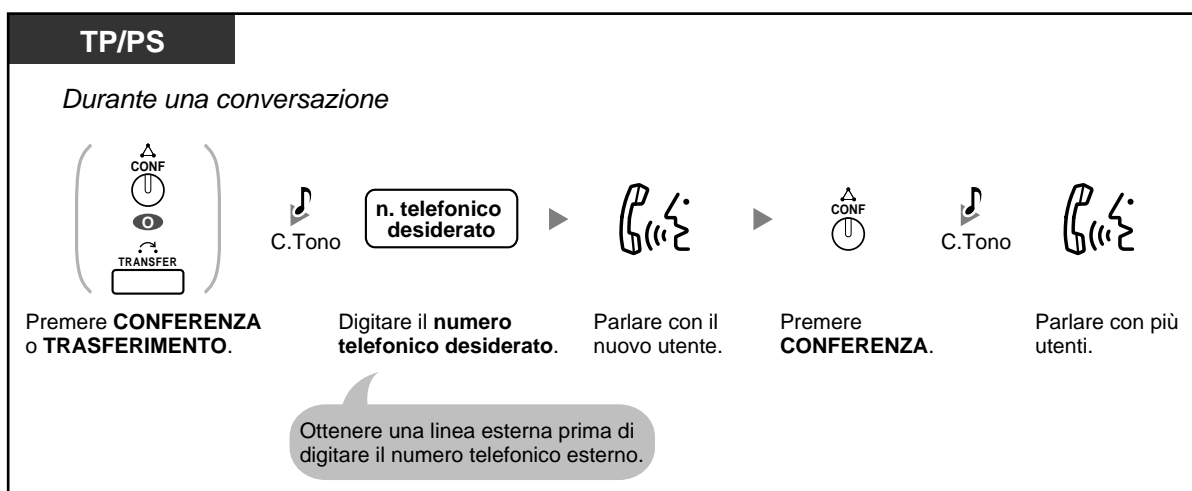 TP/PS
Durante una conversazione
CONF
O
TRANSFER
C.Tono
n. telefonico
desiderato
CONF
C.Tono
Premere CONFERENZA
o TRASFERIMENTO.
Digitare il numero
telefonico desiderato.
Parlare con il
nuovo utente.
Premere
CONFERENZA.
Parlare con più
utenti.
Ottenere una linea esterna prima di
digitare il numero telefonico esterno.